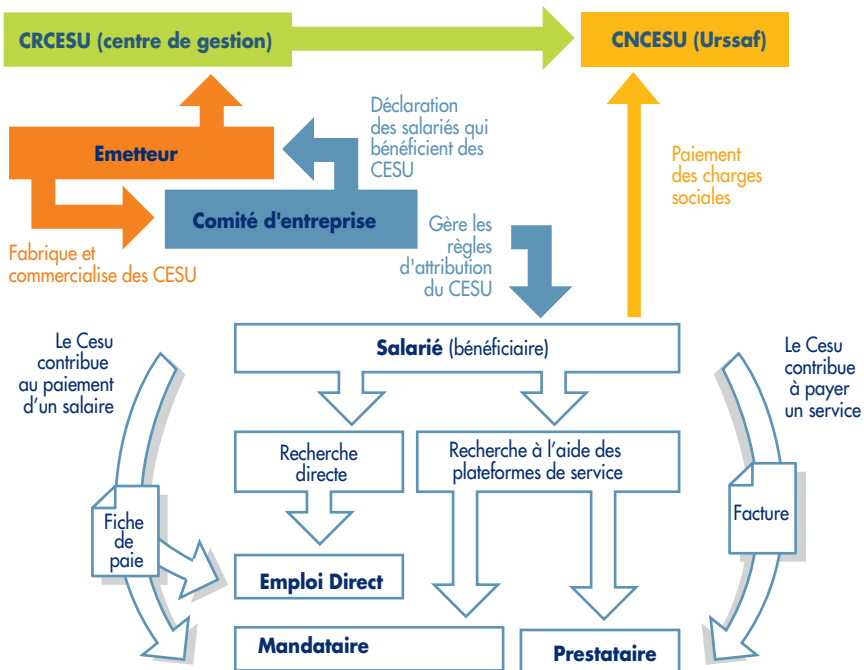 CRCESU (centre de gestion)
CNCESU (Urssaf)
Déclaration
des salariés qui
bénéficient des
CESU
Emetteur
Paiement
des charges
sociales
Comité d'entreprise
Fabrique et
commercialise des CESU
Gère les
règles
d'attribution
du CESU
Le Cesu
contribue
au paiement
d'un salaire
Salarié (bénéficiaire)
Le Cesu
contribue
à payer
un service
Recherche
directe
Recherche à l'aide des
plateformes de service
Fiche
de
paie
Facture
Emploi Direct
Mandataire
Prestataire